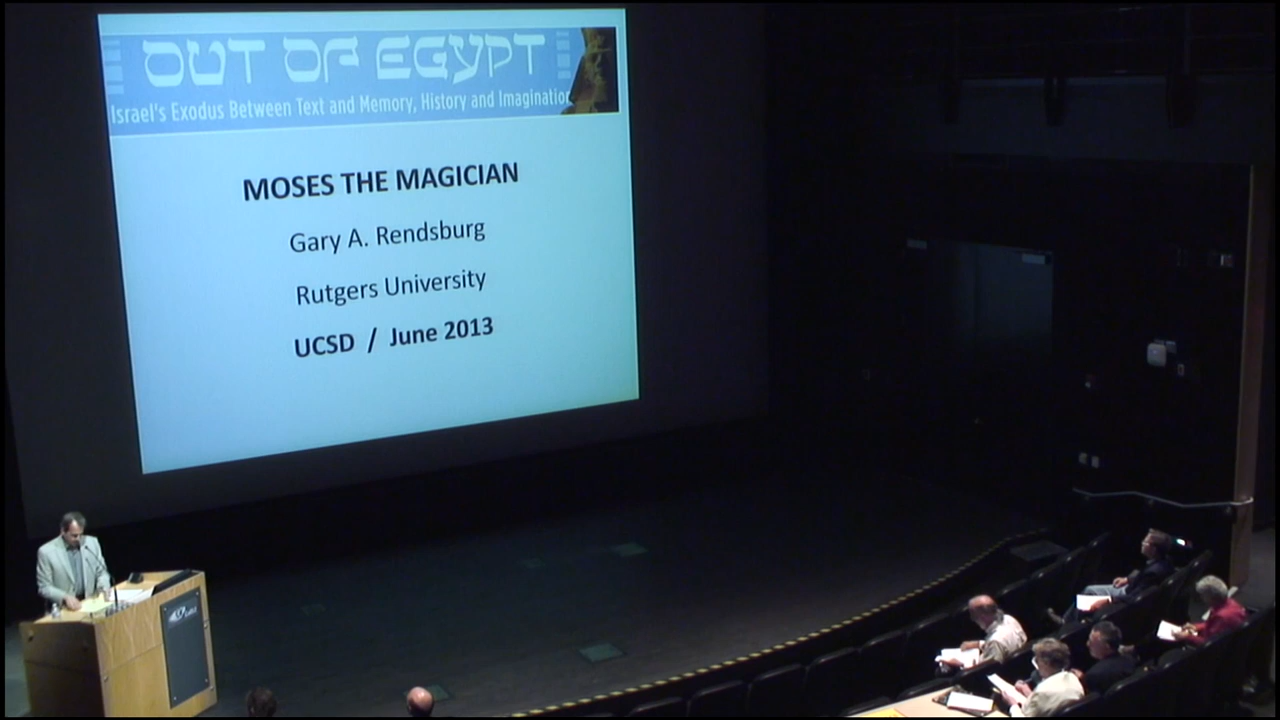 OUT OF EGYPT
Israel's Exodus Between Text and Memory, History and Imagination
MOSES THE MAGICIAN
Gary A. Rendsburg
Rutgers University
UCSD / June 2013